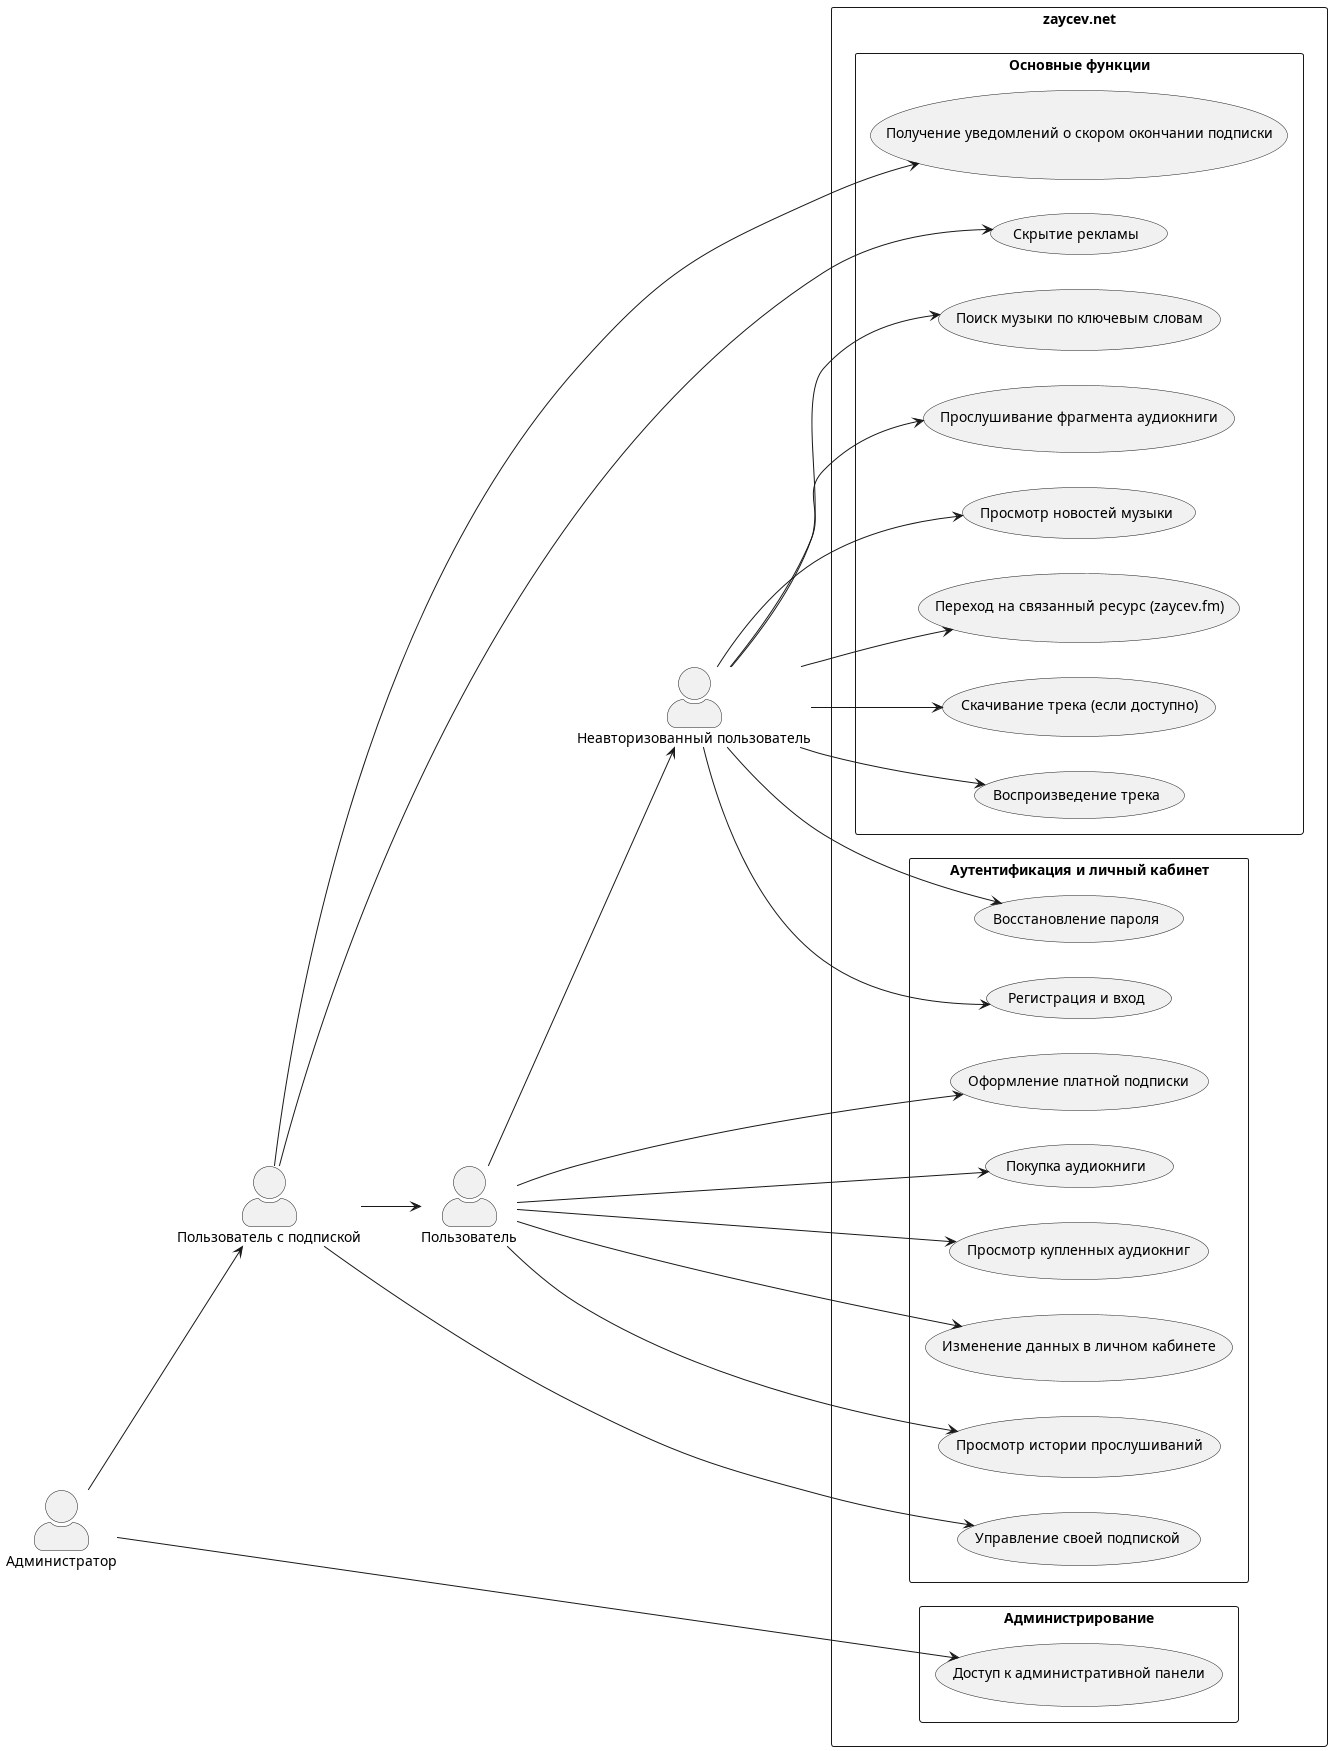 zaycev.net
Основные функции
Получение уведомлений о скором окончании подписки
Скрытие рекламы
Поиск музыки по ключевым словам
Прослушивание фрагмента аудиокниги
Просмотр новостей музыки
Переход на связанный ресурс (zaycev.fm)
Скачивание трека (если доступно)
Неавторизованный пользователь
Воспроизведение трека
Аутентификация и личный кабинет
Восстановление пароля
Регистрация и вход
Оформление платной подписки
Покупка аудиокниги
Пользователь с подпиской
Пользователь
Просмотр купленных аудиокниг
Изменение данных в личном кабинете
Просмотр истории прослушиваний
Управление своей подпиской
Администратор
Администрирование
Доступ к административной панели